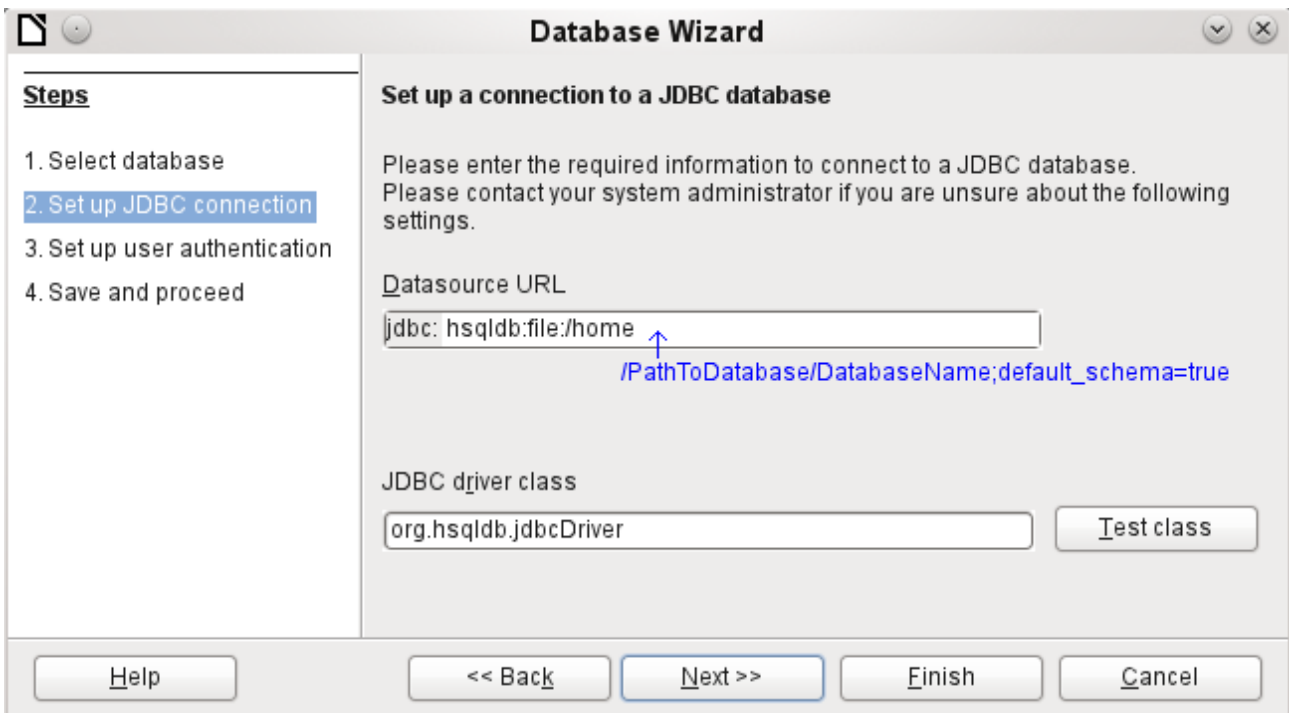 Database Wizard
Steps
1. Select database
2. Set up JDBC connection
3. Set up user authentication
4. Save and proceed
Set up a connection to a JDBC database
Please enter the required information to connect to a JDBC database.
Please contact your system administrator if you are unsure about the following
settings.
Datasource URL
jdbc: hsqldb:file:/home
/PathToDatabase/DatabaseName;default_schema=true
JDBC driver class
org.hsqldb.jdbcDriver
Test class
Help
<< Back
Next >>
Finish
Cancel